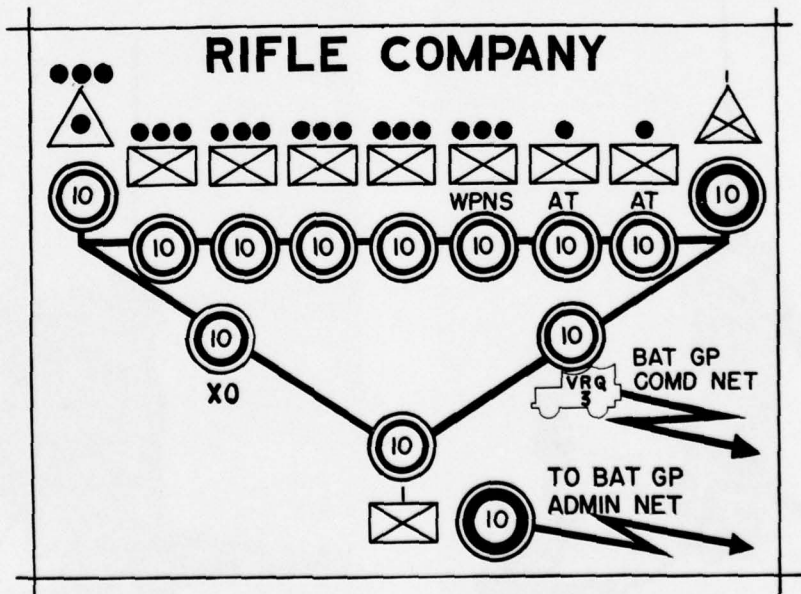 RIFLE COMPANY
WPNS AT AT
10 10
10 10 10 10 10 10 10
10 10
XO
VRQ
3
BAT GP
COMD NET
10
TO BAT GP
ADMIN NET
10